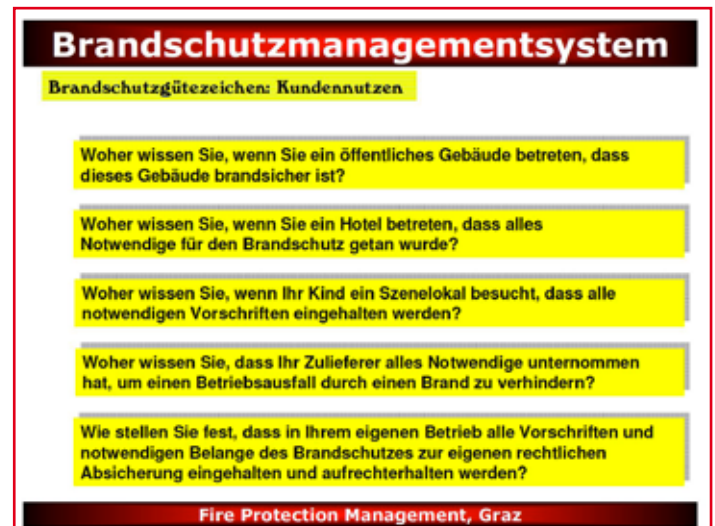 Brandschutzmanagementsystem
Brandschutzgütezeichen: Kundennutzen
Woher wissen Sie, wenn Sie ein öffentliches Gebäude betreten, dass
dieses Gebäude brandsicher ist?
Woher wissen Sie, wenn Sie ein Hotel betreten, dass alles
Notwendige für den Brandschutz getan wurde?
Woher wissen Sie, wenn Ihr Kind ein Szenelokal besucht, dass alle
notwendigen Vorschriften eingehalten werden?
Woher wissen Sie, dass Ihr Zulieferer alles Notwendige unternommen
hat, um einen Betriebsausfall durch einen Brand zu verhindern?
Wie stellen Sie fest, dass in Ihrem eigenen Betrieb alle Vorschriften und
notwendigen Belange des Brandschutzes zur eigenen rechtlichen
Absicherung eingehalten und aufrechterhalten werden?
Fire Protection Management, Graz